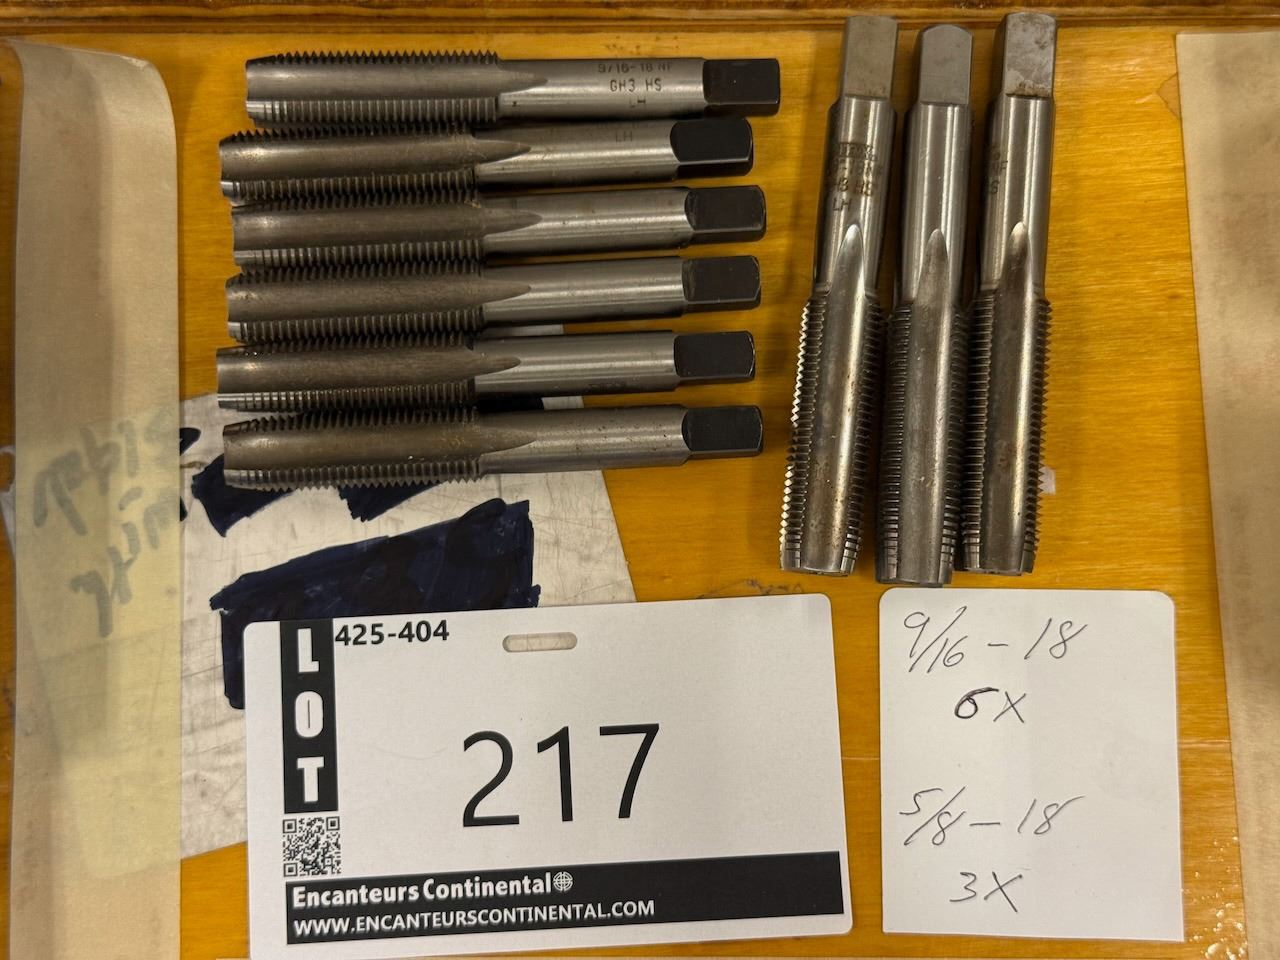 9/16-18 NF
GH3 HS
LH
LH
LH
LOT
425-404
217
Encanteurs Continental
WWW.ENCANTEURSCONTINENTAL.COM
9/16 - 18
6X
5/8 - 18
3X